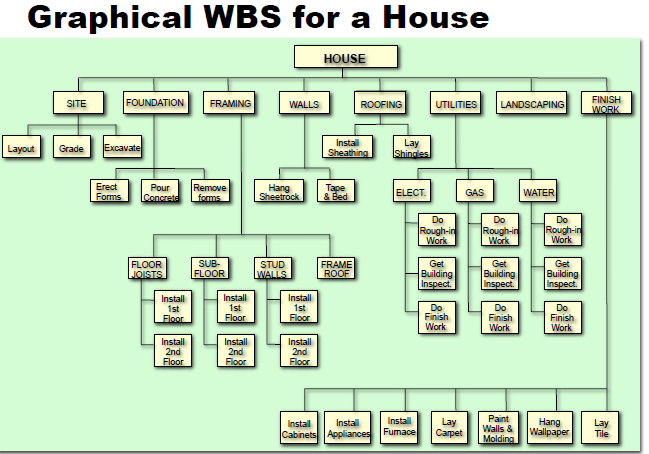 Graphical WBS for a House
HOUSE
SITE
FOUNDATION
FRAMING
WALLS
ROOFING
UTILITIES
LANDSCAPING
FINISH
WORK
Layout
Grade
Excavate
Install
Sheathing
Lay
Shingles
Erect
Forms
Pour
Concrete
Remove
forms
Hang
Sheetrock
Tape
& Bed
ELECT.
GAS
WATER
Do
Rough-in
Work
Do
Rough-in
Work
Do
Rough-in
Work
Get
Building
Inspect.
Get
Building
Inspect.
Get
Building
Inspect.
Do
Finish
Work
Do
Finish
Work
Do
Finish
Work
FLOOR
JOISTS
SUB-
FLOOR
STUD
WALLS
FRAME
ROOF
Install
1st
Floor
Install
1st
Floor
Install
1st
Floor
Install
2nd
Floor
Install
2nd
Floor
Install
2nd
Floor
Install
Cabinets
Install
Appliances
Install
Furnace
Lay
Carpet
Paint
Walls &
Molding
Hang
Wallpaper
Lay
Tile